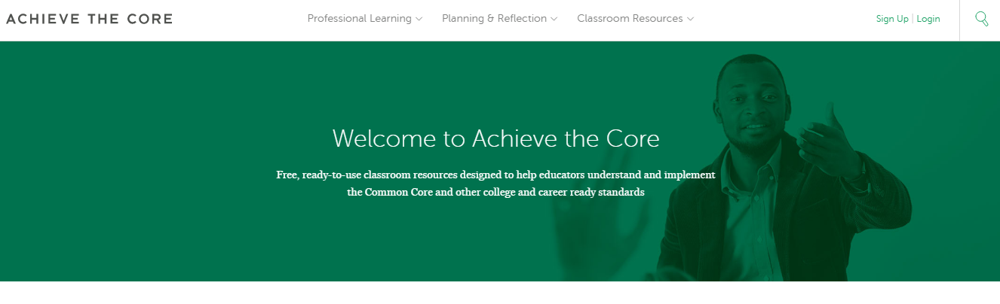 ACHIEVE THE CORE
Professional Learning
Planning & Reflection
Classroom Resources
Sign Up | Login
Welcome to Achieve the Core
Free, ready-to-use classroom resources designed to help educators understand and implement
the Common Core and other college and career ready standards